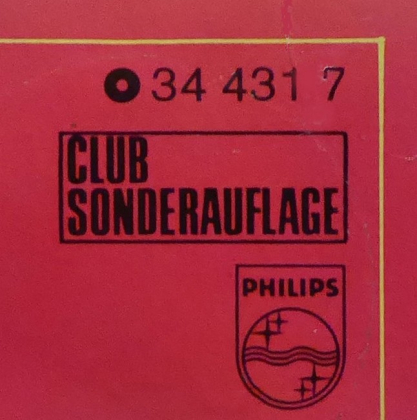 34 431 7
CLUB
SONDERAUFLAGE
PHILIPS